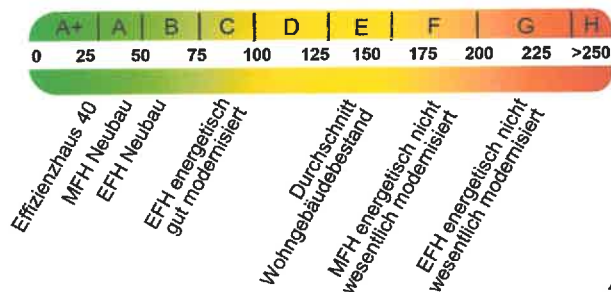 A+ A B C D E F G H
0 25 50 75 100 125 150 175 200 225 >250
Effizienzhaus 40
MFH Neubau
EFH Neubau
EFH energetisch
gut modernisiert
Durchschnitt
Wohngebäudebestand
MFH energetisch nicht
wesentlich modernisiert
EFH energetisch nicht
wesentlich modernisiert